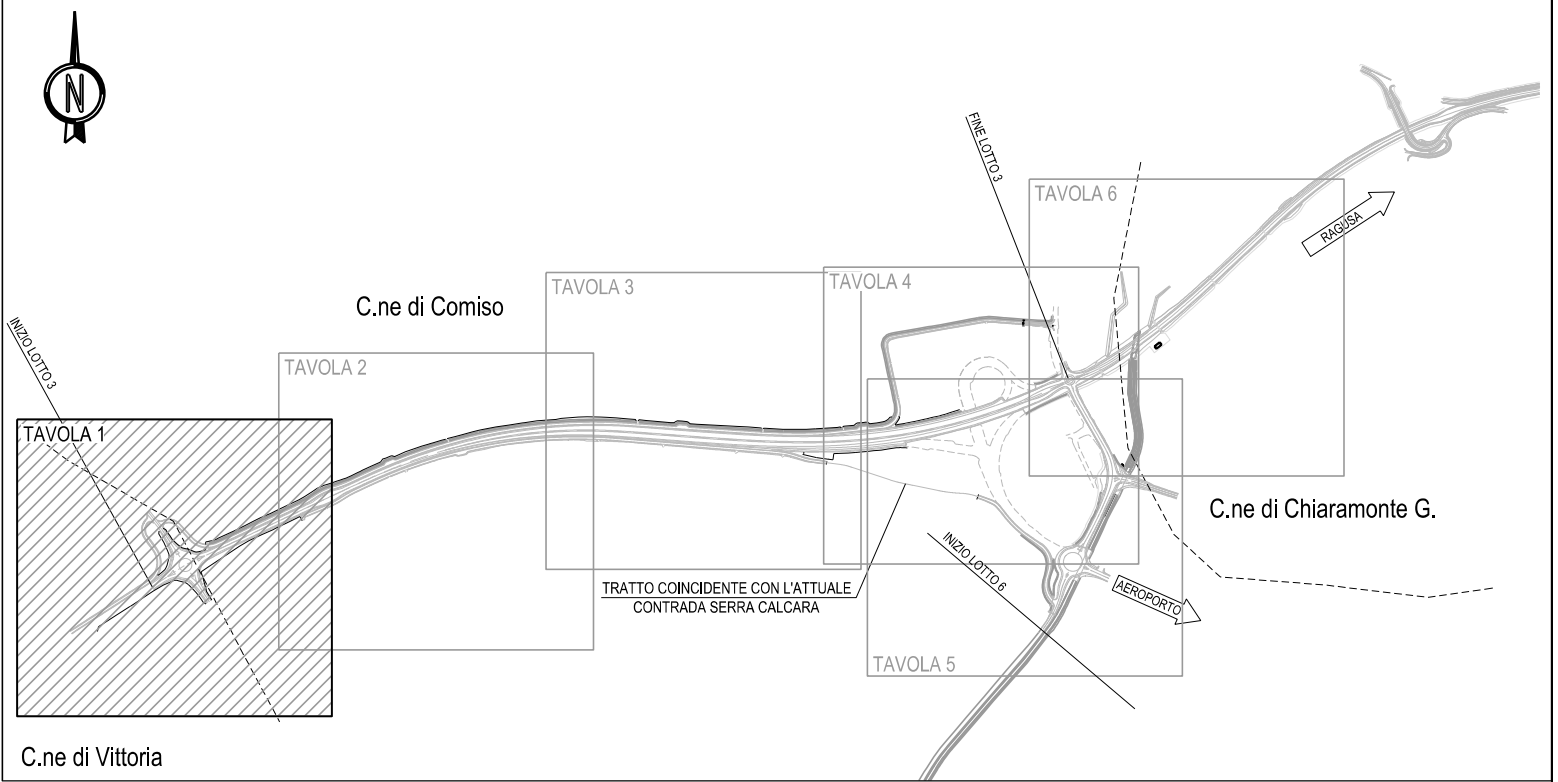 N
FINE LOTTO 3
TAVOLA 6
RAGUSA
TAVOLA 4
TAVOLA 3
C.ne di Comiso
INIZIO LOTTO 3
TAVOLA 2
TAVOLA 1
C.ne di Chiaramonte G.
INIZIO LOTTO 6
TRATTO COINCIDENTE CON L'ATTUALE
CONTRADA SERRA CALCARA
AEROPORTO
TAVOLA 5
C.ne di Vittoria